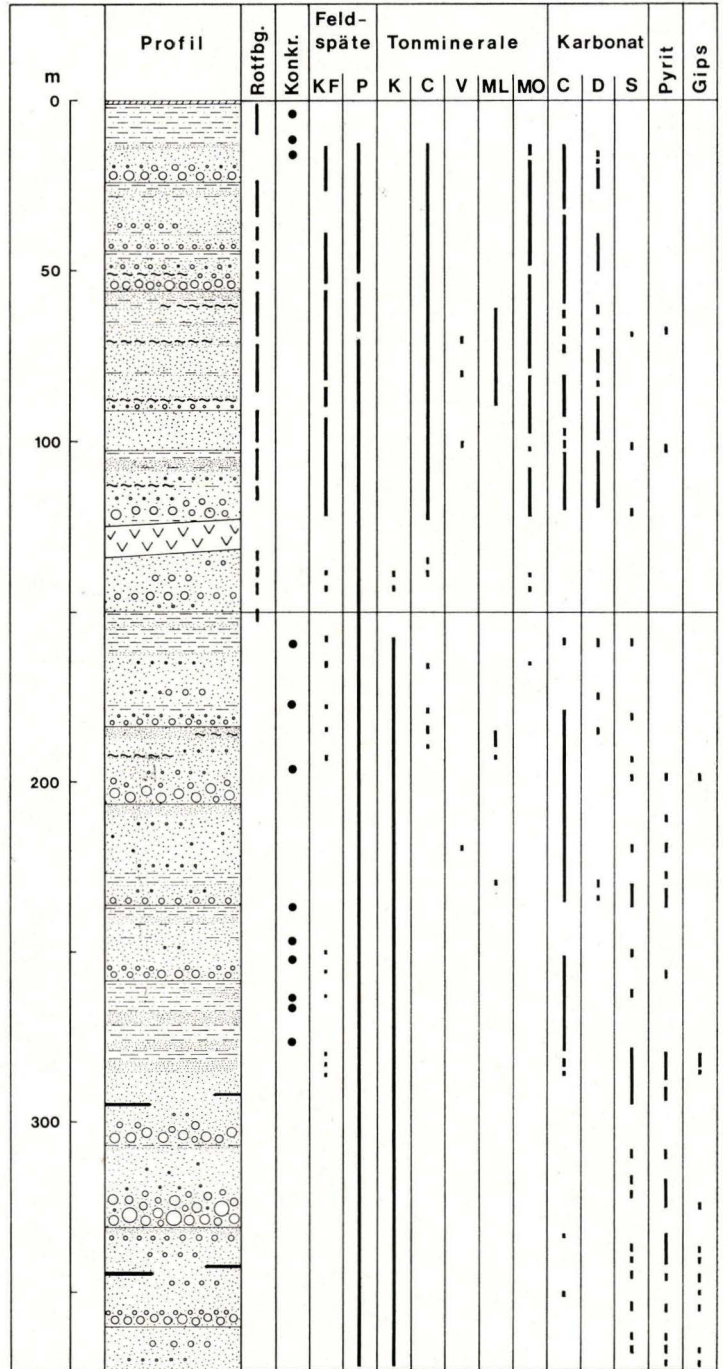 m
Profil
Rotfbg.
Konkr.
Feld-
späte
Tonminerale
Karbonat
Pyrit
Gips
KF P K C V ML MO C D S
0
50
100
200
300